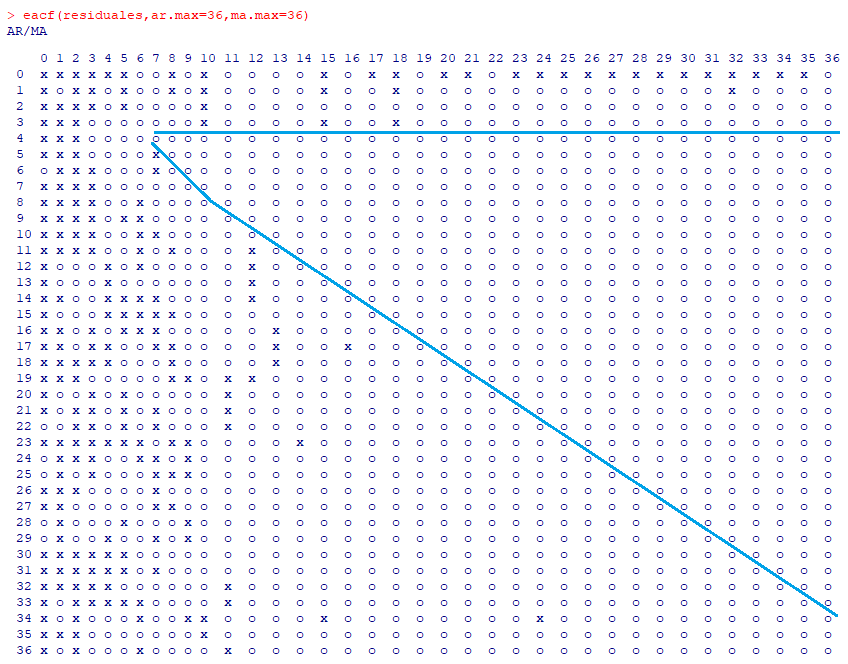 > eacf(residuales,ar.max=36,ma.max=36)
AR/MA
0 1 2 3 4 5 6 7 8 9 10 11 12 13 14 15 16 17 18 19 20 21 22 23 24 25 26 27 28 29 30 31 32 33 34 35 36
0 x x x x x x o o x o x o o o o x o x x o x x o x x x x x x x x x x x x x o
1 x o x x o x o o x o x o o o o x o o x o o o o o o o o o o o o o x o o o o
2 x x x x o x o o o o x o o o o o o o o o o o o o o o o o o o o o o o o o o
3 x x x o o o o o o o x o o o o x o o x o o o o o o o o o o o o o o o o o o
4 x x x o o o o o o o o o o o o o o o o o o o o o o o o o o o o o o o o o o
5 x x x o o o o x o o o o o o o o o o o o o o o o o o o o o o o o o o o o o
6 o x x x o o o x o o o o o o o o o o o o o o o o o o o o o o o o o o o o o
7 x x x x o o o o o o o o o o o o o o o o o o o o o o o o o o o o o o o o o
8 x x x x o o x o o o o o o o o o o o o o o o o o o o o o o o o o o o o o o
9 x x x x o x x o o o o o o o o o o o o o o o o o o o o o o o o o o o o o o
10 x x x x o o x x o o o o o o o o o o o o o o o o o o o o o o o o o o o o o
11 x x x x o o x o x o o o x o o o o o o o o o o o o o o o o o o o o o o o o
12 x o o o x o x o o o o o x o o o o o o o o o o o o o o o o o o o o o o o o
13 x o o o x o o o o o o o x o o o o o o o o o o o o o o o o o o o o o o o o
14 x x o o x x x x o o o o x o o o o o o o o o o o o o o o o o o o o o o o o
15 x x x o x x x x x o o o o o o o o o o o o o o o o o o o o o o o o o o o o
16 x x o x o x x x o o o o o x o o o o o o o o o o o o o o o o o o o o o o o
17 x x o x x o o x x o o o o x o o x o o o o o o o o o o o o o o o o o o o o
18 x x x x x o o o x o o o o x o o o o o o o o o o o o o o o o o o o o o o o
19 x x x o o o o o x x o x x o o o o o o o o o o o o o o o o o o o o o o o o
20 x o x x o x o o o o o x o o o o o o o o o o o o o o o o o o o o o o o o o
21 x o x x o x o x o o o x o o o o o o o o o o o o o o o o o o o o o o o o o
22 x o o x o x o o o o o x o o o o o o o o o o o o o o o o o o o o o o o o o
23 x x x x x x x o x x o o o o x o o o o o o o o o o o o o o o o o o o o o o
24 o x x o o o x x o x o o o o o o o o o o o o o o o o o o o o o o o o o o o
25 o x o x o o o x x x o o o o o o o o o o o o o o o o o o o o o o o o o o o
26 x x x o o o o x o o o o o o o o o o o o o o o o o o o o o o o o o o o o o
27 x x x o o o o x x o o o o o o o o o o o o o o o o o o o o o o o o o o o o
28 o x o o o x o o o x o o o o o o o o o o o o o o o o o o o o o o o o o o o
29 o x o o x o o x o x o o o o o o o o o o o o o o o o o o o o o o o o o o o
30 x x x x x x o o o o o o o o o o o o o o o o o o o o o o o o o o o o o o o
31 x x x x x x o x o o o o o o o o o o o o o o o o o o o o o o o o o o o o o
32 x x x x x o o o o o o x o o o o o o o o o o o o o o o o o o o o o o o o o
33 x o x x x x x o o o o x o o o o o o o o o o o o o o o o o o o o o o o o o
34 x o x o o o x o o x x o o o o x o o o o o o o o x o o o o o o o o o o o o
35 x x x o o o o o o o x o o o o o o o o o o o o o o o o o o o o o o o o o o
36 x o x o o o x o o o o x o o o o o o o o o o o o o o o o o o o o o o o o o